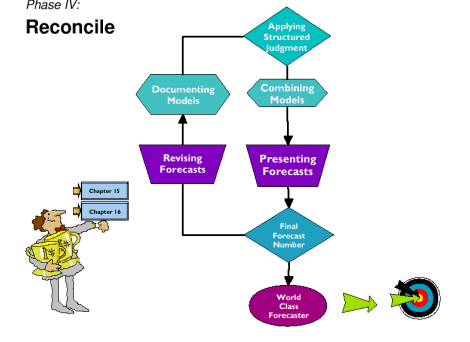 Phase IV:
Reconcile
Applying
Structured
Judgment
Documenting
Models
Combining
Models
Revising
Forecasts
Presenting
Forecasts
Chapter 15
Chapter 16
Final
Forecast
Number
World
Class
Forecaster